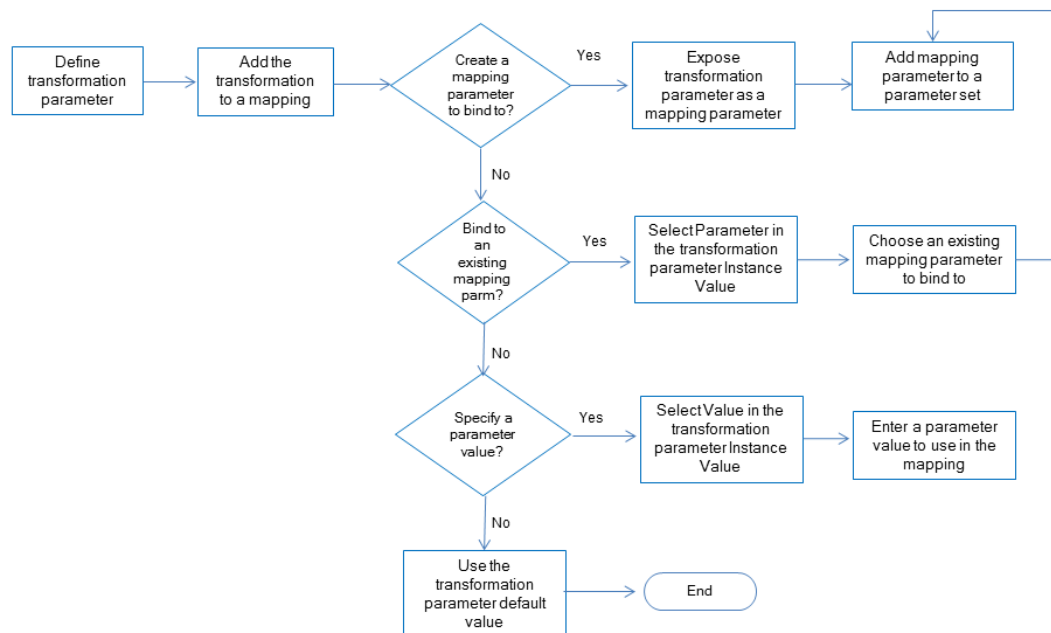 Define
transformation
parameter
Add the
transformation
to a mapping
Create a
mapping
parameter
to bind to?
Yes
Expose
transformation
parameter as a
mapping parameter
Add mapping
parameter to a
parameter set
No
Bind to
an
existing
mapping
parm?
Yes
Select Parameter in
the transformation
parameter Instance
Value
Choose an existing
mapping parameter
to bind to
No
Specify a
parameter
value?
Yes
Select Value in the
transformation
parameter Instance
Value
Enter a parameter
value to use in the
mapping
No
Use the
transformation
parameter default
value
End